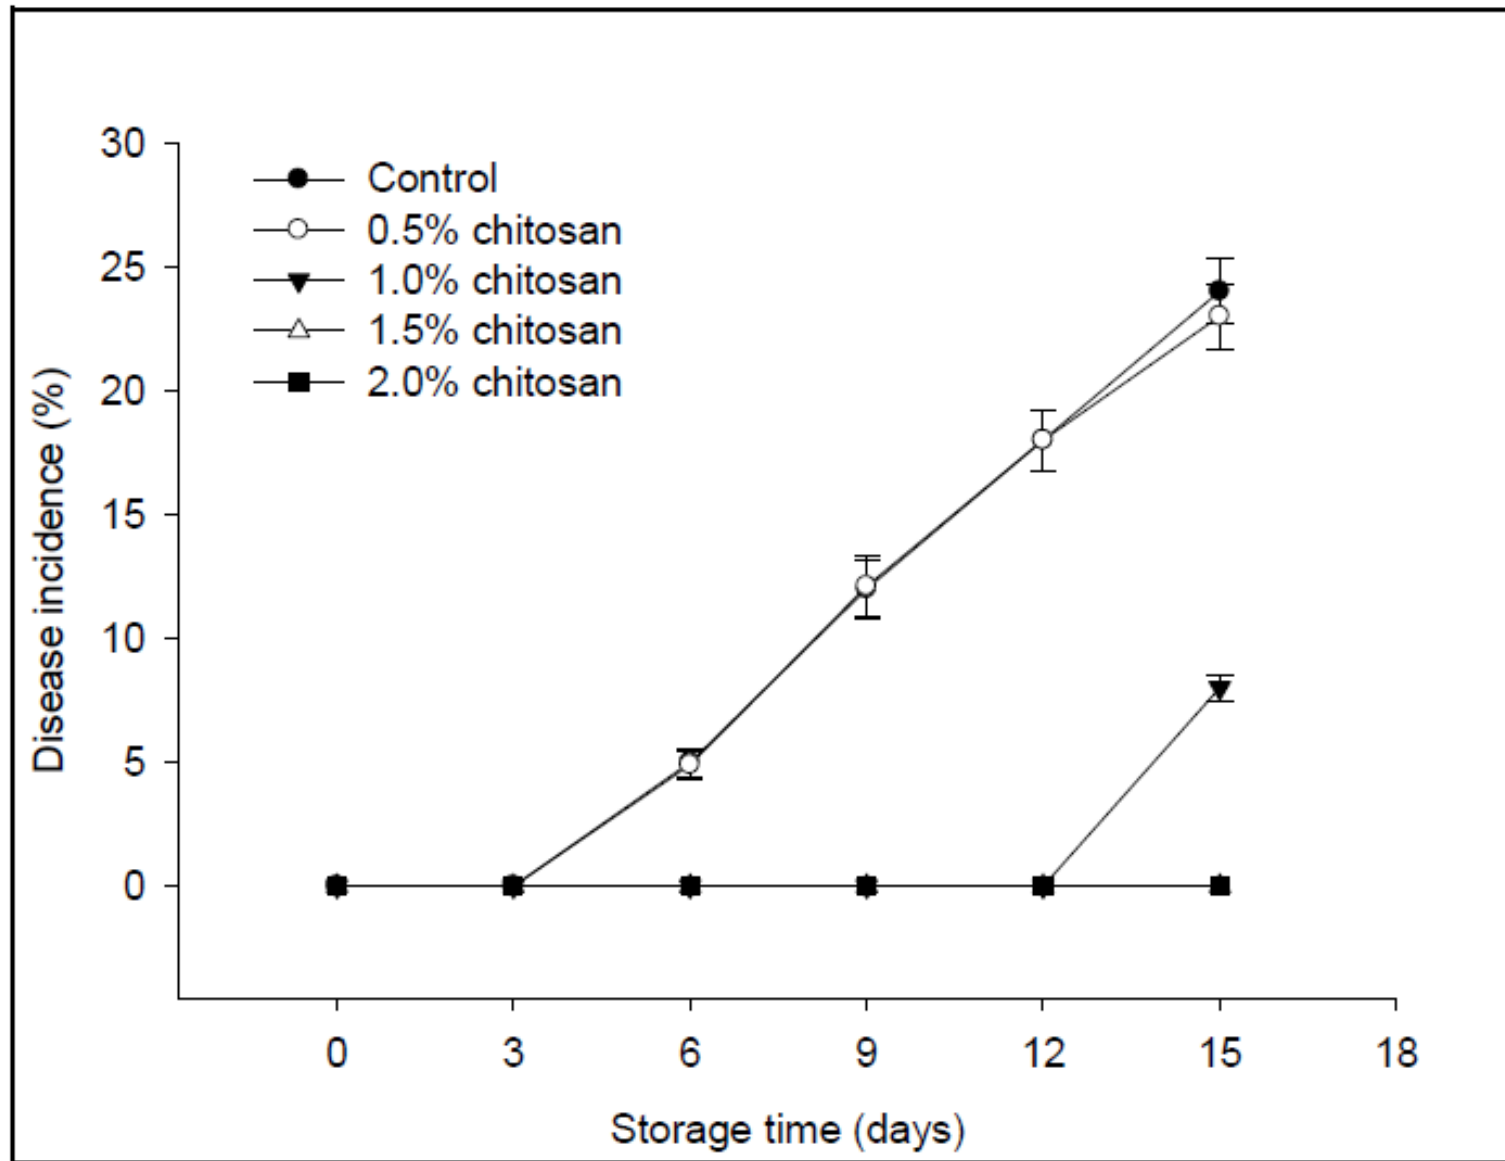 30
25
20
15
10
5
0
Disease incidence (%)
Control
0.5% chitosan
1.0% chitosan
1.5% chitosan
2.0% chitosan
0 3 6 9 12 15 18
Storage time (days)